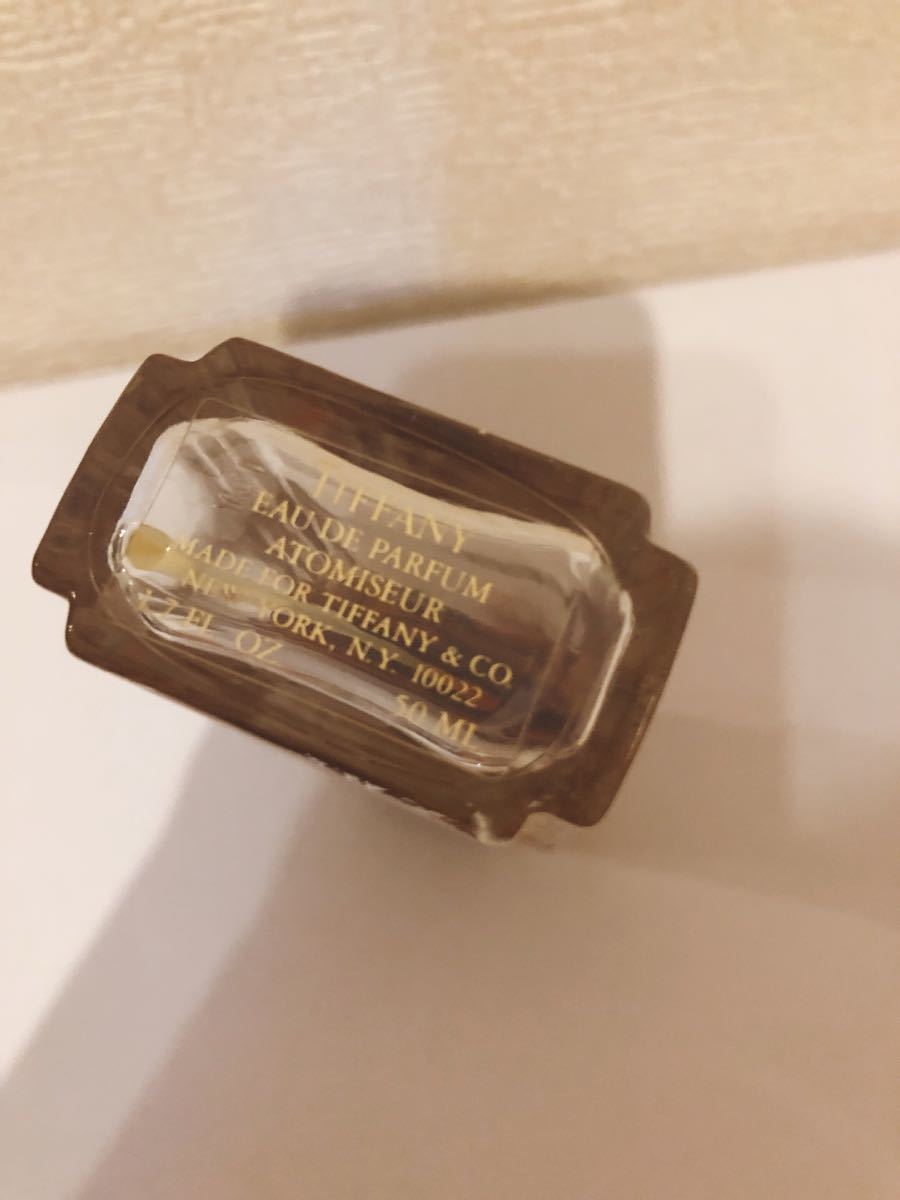 TIFFANY
EAU DE PARFUM
ATOMISEUR
MADE FOR TIFFANY & CO.
NEW YORK, N.Y. 10022
1.7 FL. OZ. 50 ML